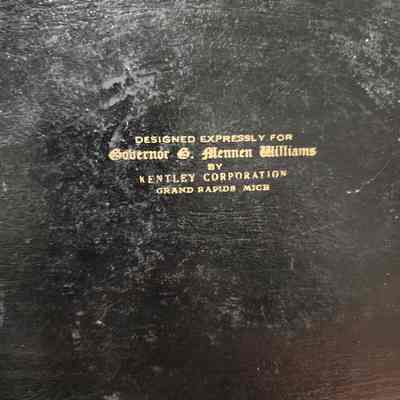 DESIGNED EXPRESSLY FOR
Governor G. Mennen Williams
BY
KENTLEY CORPORATION
GRAND RAPIDS MICH